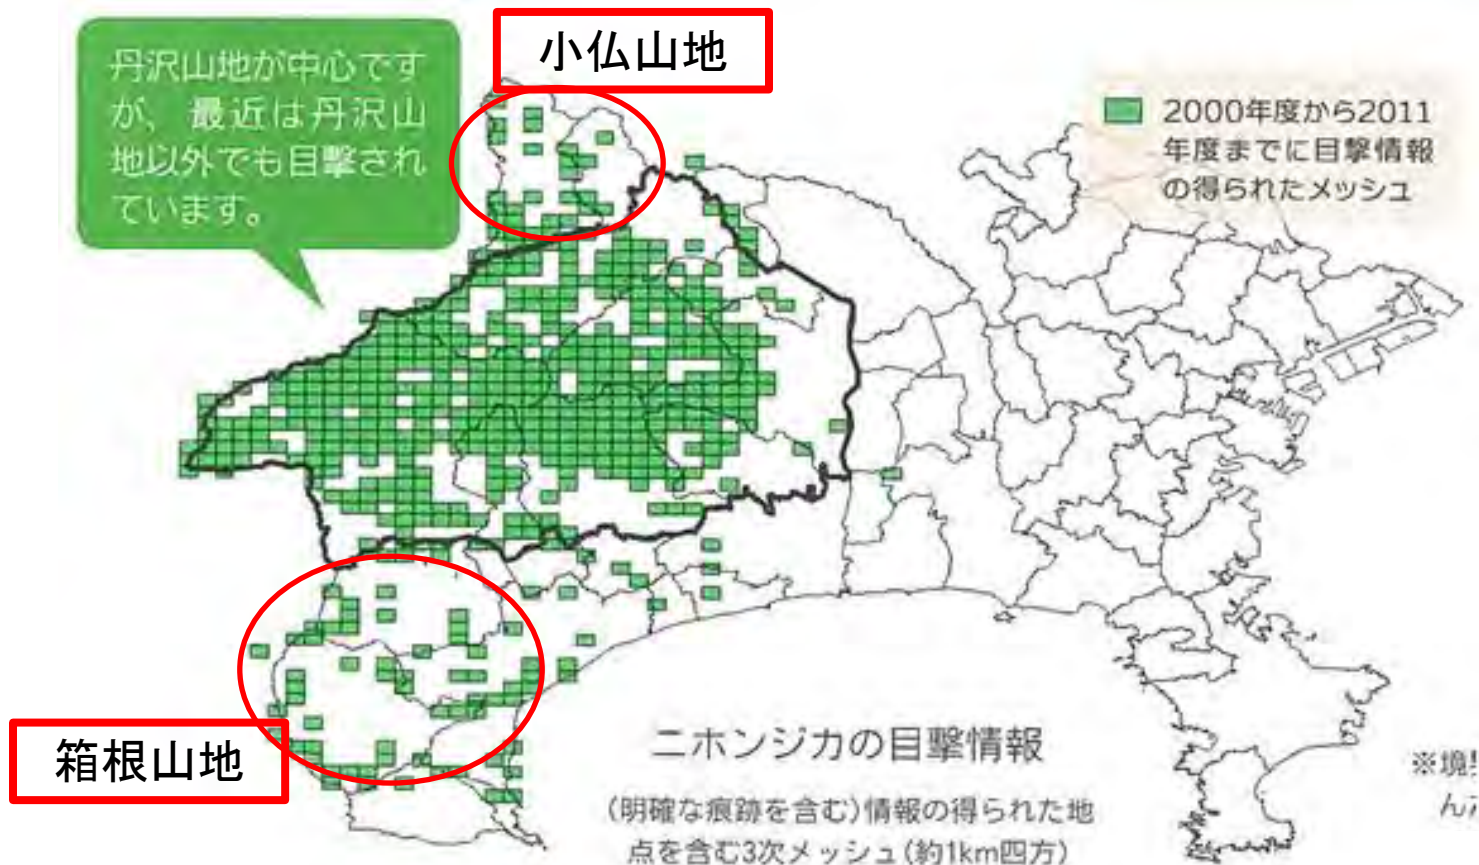 小仏山地
丹沢山地が中心です
が、最近は丹沢山
地以外でも目撃され
ています。
2000年度から2011
年度までに目撃情報
の得られたメッシュ
箱根山地
ニホンジカの目撃情報
(明確な痕跡を含む)情報の得られた地
点を含む3次メッシュ(約1km四方)
※境
ん